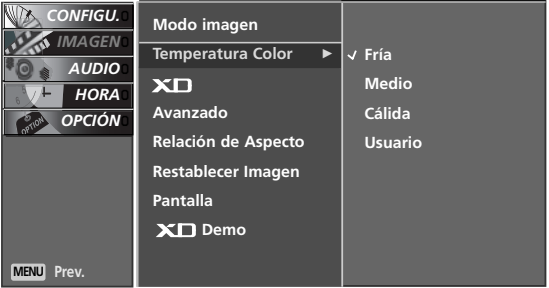 CONFIGU.
IMAGEN
AUDIO
HORA
OPCIÓN
OPTION
MENU Prev.
Modo imagen
Temperatura Color ►
XD
Avanzado
Relación de Aspecto
Restablecer Imagen
Pantalla
XD Demo
✓ Fría
Medio
Cálida
Usuario